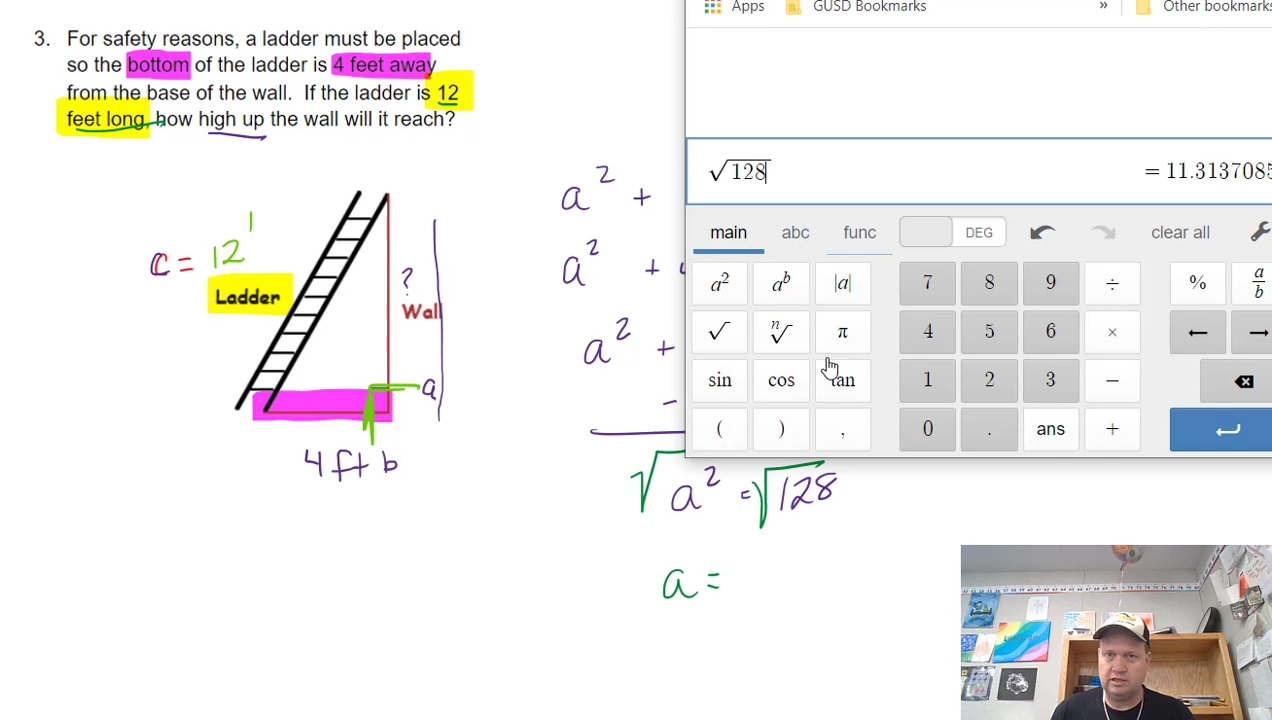 Apps GUSD Bookmarks » Other bookmarks
3. For safety reasons, a ladder must be placed
so the bottom of the ladder is 4 feet away
from the base of the wall. If the ladder is 12
feet long, how high up the wall will it reach?
√128 = 11.3137085
main abc func DEG clear all
a² aᵇ |a| 7 8 9 ÷ % a/b
√ ⁿ√ π 4 5 6 × ← →
sin cos tan 1 2 3 −
( ) , 0 . ans +
c = 12'
Ladder
?
Wall
a
4 ft b
a² +
a² +
a² +
-
√a² = √128
a =